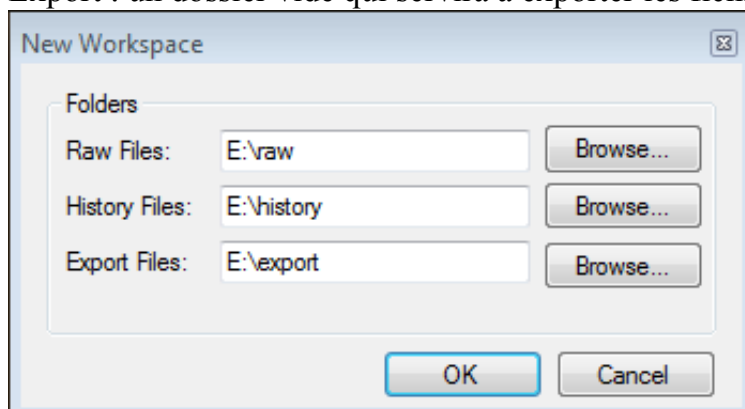 Export : un dossier vide qui servira à exporter les fichi
New Workspace
Folders
Raw Files: E:\raw Browse...
History Files: E:\history Browse...
Export Files: E:\export Browse...
OK Cancel